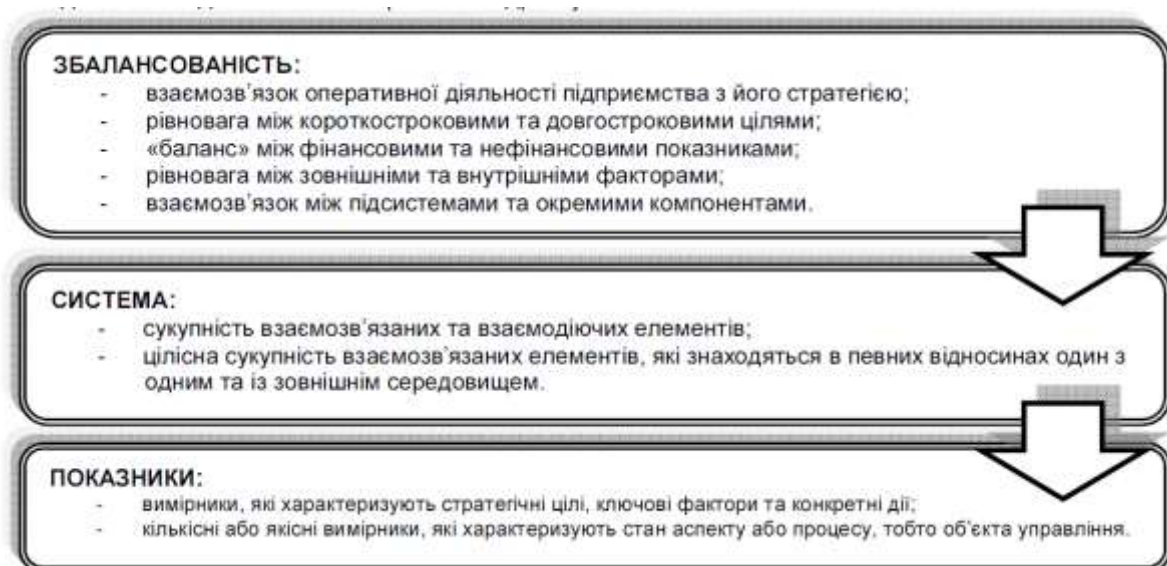 ЗБАЛАНСОВАНІСТЬ:
- взаємозв'язок оперативної діяльності підприємства з його стратегією;
- рівновага між короткостроковими та довгостроковими цілями;
- «баланс» між фінансовими та нефінансовими показниками;
- рівновага між зовнішніми та внутрішніми факторами;
- взаємозв'язок між підсистемами та окремими компонентами.
СИСТЕМА:
- сукупність взаємозв'язаних та взаємодіючих елементів;
- цілісна сукупність взаємозв'язаних елементів, які знаходяться в певних відносинах один з
одним та із зовнішнім середовищем.
ПОКАЗНИКИ:
- вимірники, які характеризують стратегічні цілі, ключові фактори та конкретні дії;
- кількісні або якісні вимірники, які характеризують стан аспекту або процесу, тобто об'єкта управління.